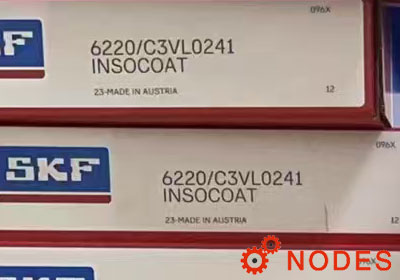 096X
SKF
6220/C3VL0241
INSOCOAT
23-MADE IN AUSTRIA
12
096X
SKF
6220/C3VL0241
INSOCOAT
23-MADE IN AUSTRIA
12
NODES